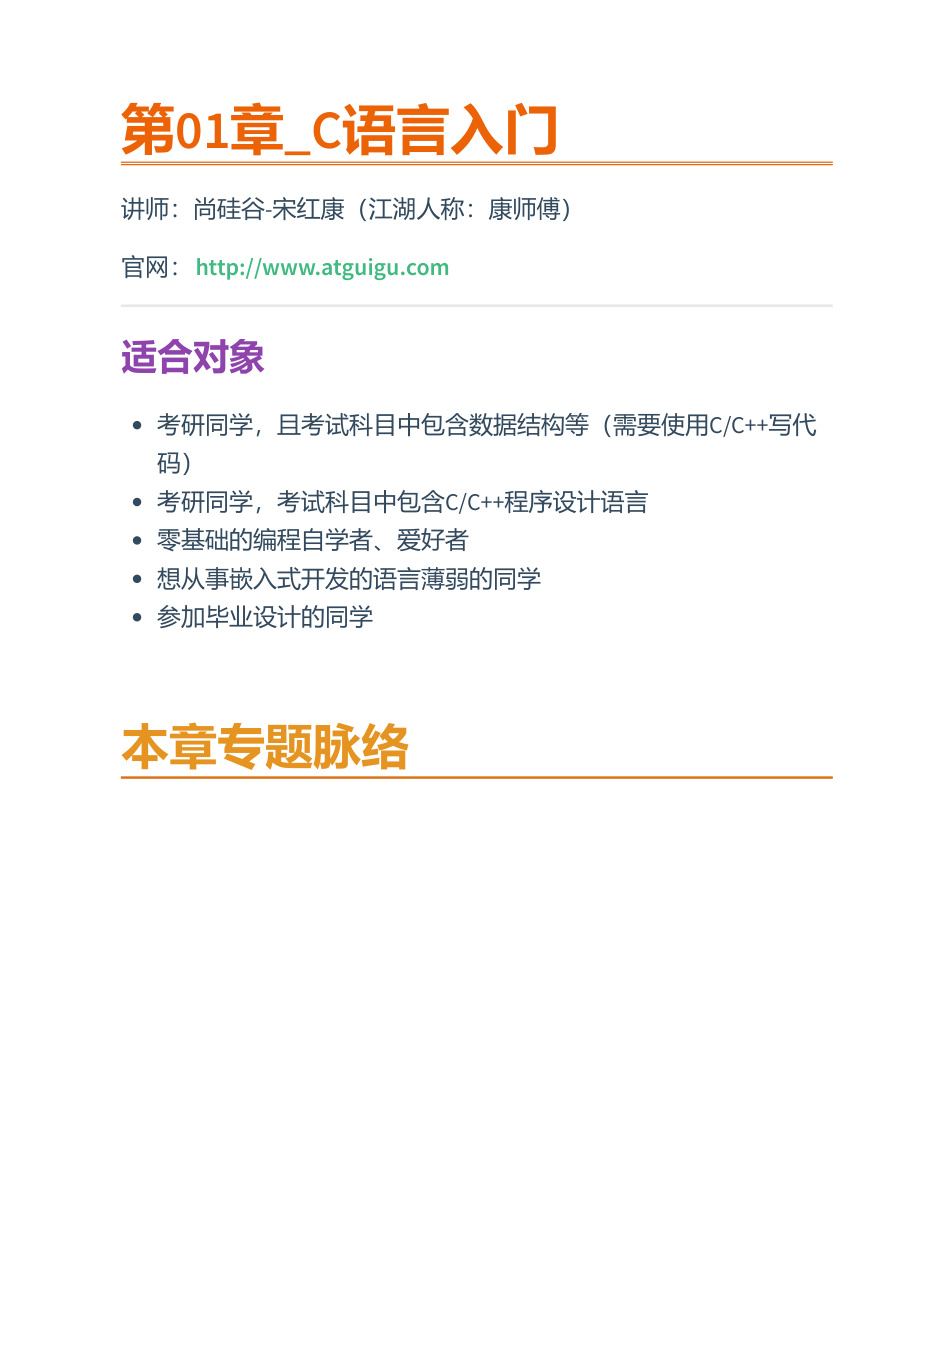 第01章_C语言入门
讲师：尚硅谷-宋红康（江湖人称：康师傅）
官网：http://www.atguigu.com
适合对象
• 考研同学，且考试科目中包含数据结构等（需要使用C/C++写代
码）
• 考研同学，考试科目中包含C/C++程序设计语言
• 零基础的编程自学者、爱好者
• 想从事嵌入式开发的语言薄弱的同学
• 参加毕业设计的同学
本章专题脉络